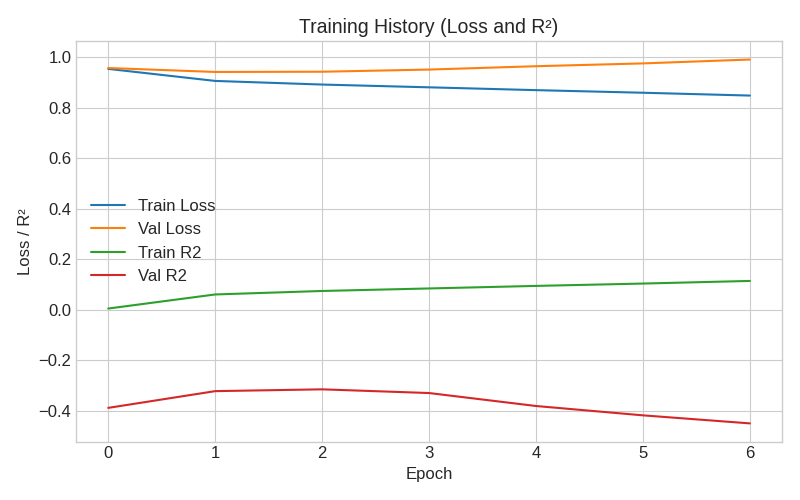 Training History (Loss and R²)
Loss / R²
1.0
0.8
0.6
0.4
0.2
0.0
−0.2
−0.4
Train Loss
Val Loss
Train R2
Val R2
0 1 2 3 4 5 6
Epoch